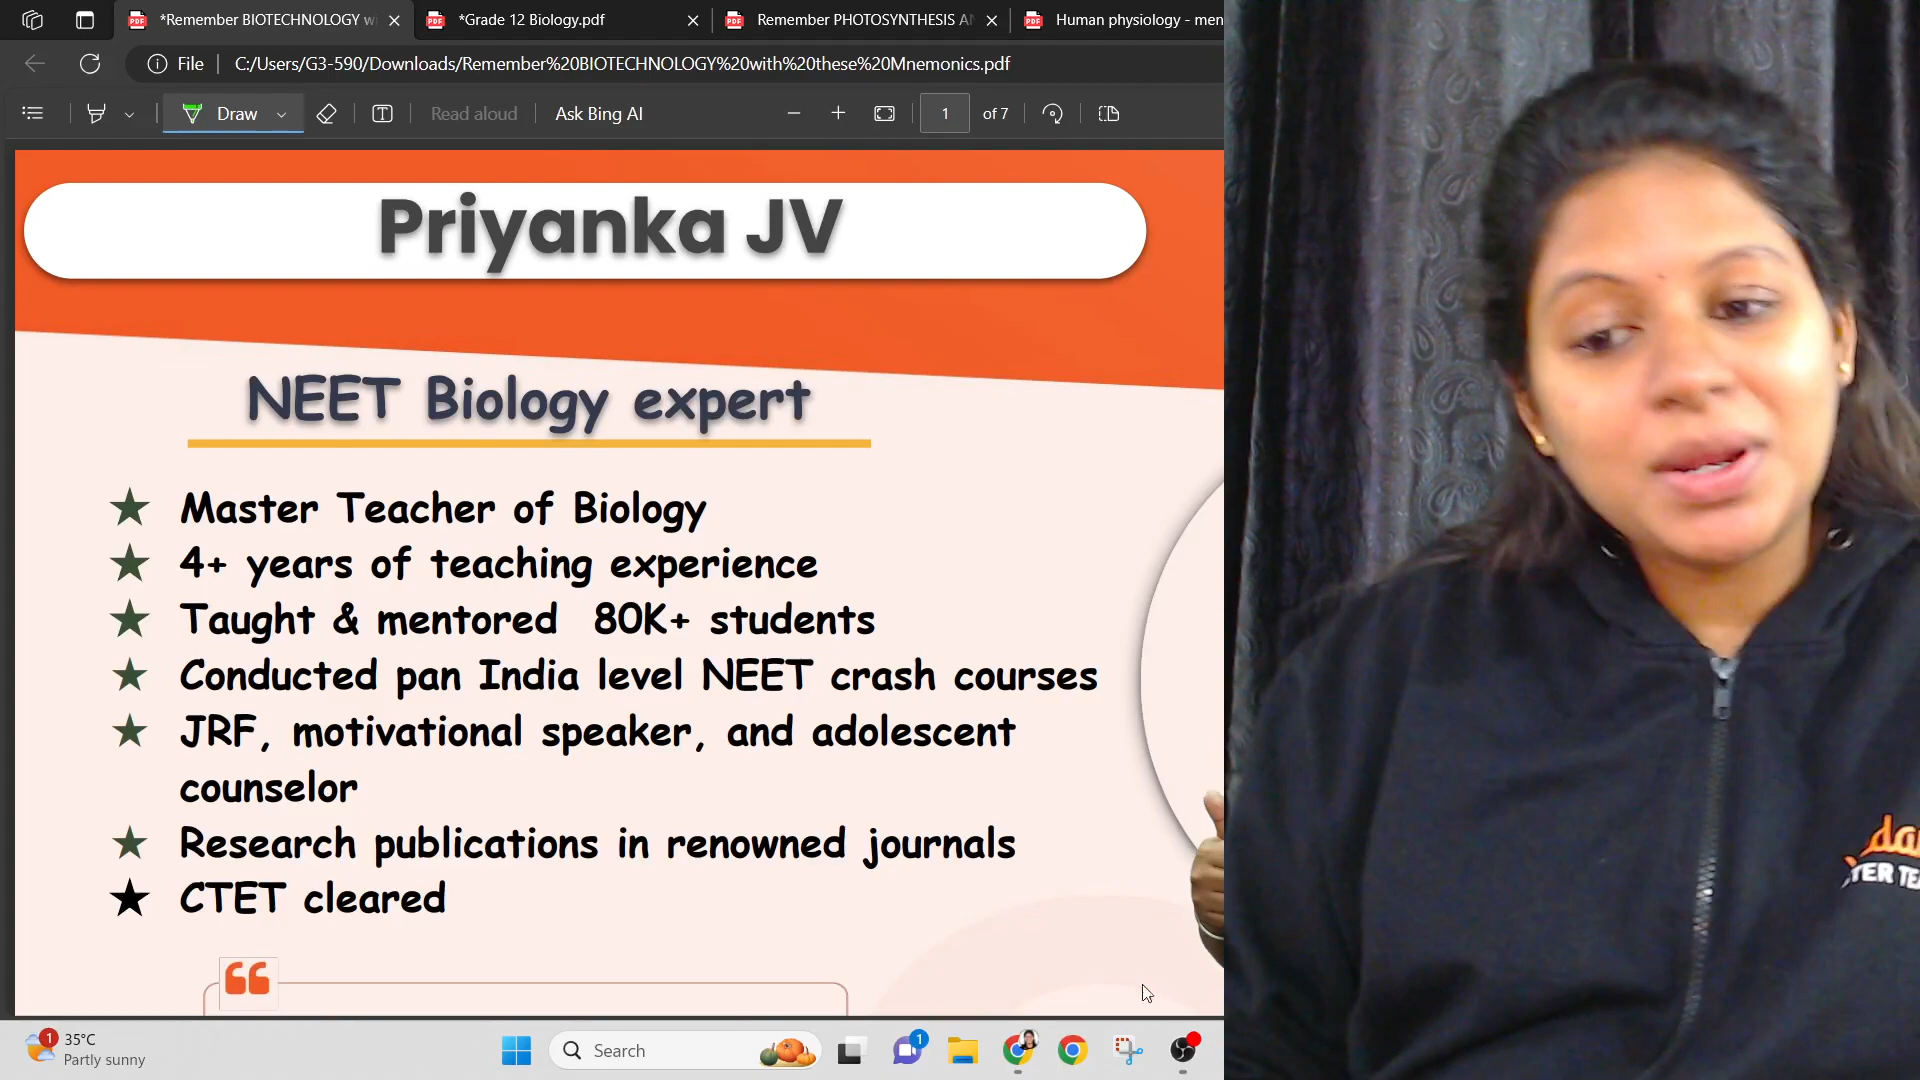 *Remember BIOTECHNOLOGY w
*Grade 12 Biology.pdf
Remember PHOTOSYNTHESIS AN
Human physiology - men
File
C:/Users/G3-590/Downloads/Remember%20BIOTECHNOLOGY%20with%20these%20Mnemonics.pdf
Draw
Read aloud
Ask Bing AI
1 of 7
Priyanka JV
NEET Biology expert
★ Master Teacher of Biology
★ 4+ years of teaching experience
★ Taught & mentored 80K+ students
★ Conducted pan India level NEET crash courses
★ JRF, motivational speaker, and adolescent
counselor
★ Research publications in renowned journals
★ CTET cleared
“
1
35°C
Partly sunny
Search
1